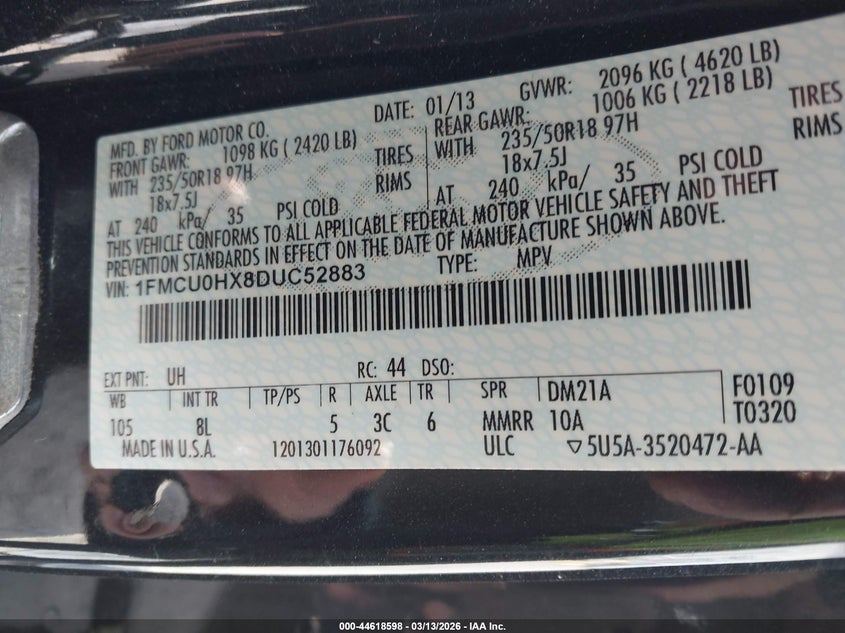 MFD. BY FORD MOTOR CO. DATE: 01/13 GVWR: 2096 KG ( 4620 LB)
FRONT GAWR: 1098 KG ( 2420 LB) REAR GAWR: 1006 KG ( 2218 LB)
WITH 235/50R18 97H TIRES WITH 235/50R18 97H TIRES
18x7.5J RIMS 18x7.5J RIMS
AT 240 kPa/ 35 PSI COLD AT 240 kPa/ 35 PSI COLD
THIS VEHICLE CONFORMS TO ALL APPLICABLE FEDERAL MOTOR VEHICLE SAFETY AND THEFT
PREVENTION STANDARDS IN EFFECT ON THE DATE OF MANUFACTURE SHOWN ABOVE.
VIN: 1FMCU0HX8DUC52883 TYPE: MPV
EXT PNT: UH RC: 44 DSO:
WB INT TR TP/PS R AXLE TR SPR DM21A F0109
105 8L 5 3C 6 MMRR 10A T0320
MADE IN U.S.A. 1201301176092 ULC ▽5U5A-3520472-AA
000-44618598 - 03/13/2026 - IAA Inc.